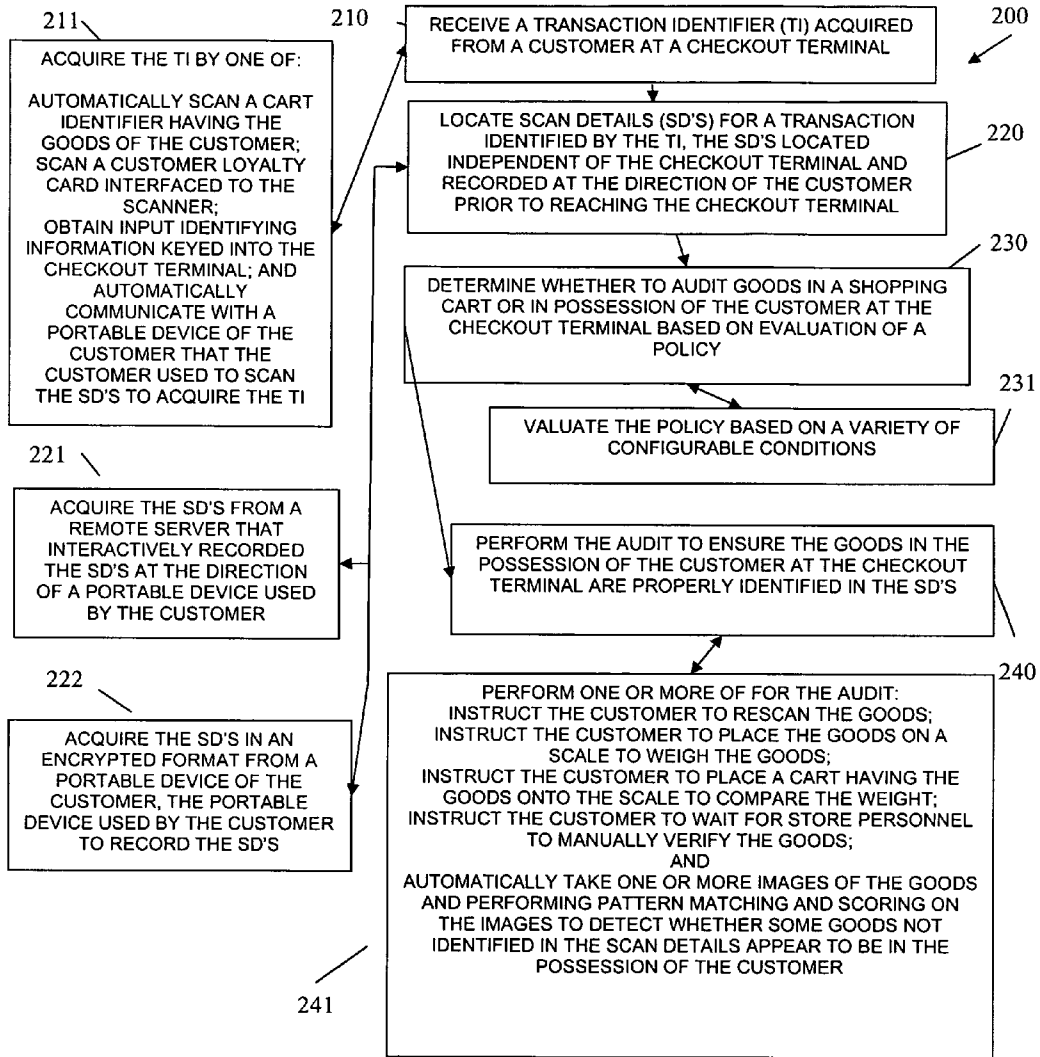 210
RECEIVE A TRANSACTION IDENTIFIER (TI) ACQUIRED
FROM A CUSTOMER AT A CHECKOUT TERMINAL
200
211
ACQUIRE THE TI BY ONE OF:
AUTOMATICALLY SCAN A CART
IDENTIFIER HAVING THE
GOODS OF THE CUSTOMER;
SCAN A CUSTOMER LOYALTY
CARD INTERFACED TO THE
SCANNER;
OBTAIN INPUT IDENTIFYING
INFORMATION KEYED INTO THE
CHECKOUT TERMINAL; AND
AUTOMATICALLY
COMMUNICATE WITH A
PORTABLE DEVICE OF THE
CUSTOMER THAT THE
CUSTOMER USED TO SCAN
THE SD'S TO ACQUIRE THE TI
LOCATE SCAN DETAILS (SD'S) FOR A TRANSACTION
IDENTIFIED BY THE TI, THE SD'S LOCATED
INDEPENDENT OF THE CHECKOUT TERMINAL AND
RECORDED AT THE DIRECTION OF THE CUSTOMER
PRIOR TO REACHING THE CHECKOUT TERMINAL
220
230
DETERMINE WHETHER TO AUDIT GOODS IN A SHOPPING
CART OR IN POSSESSION OF THE CUSTOMER AT THE
CHECKOUT TERMINAL BASED ON EVALUATION OF A
POLICY
231
VALUATE THE POLICY BASED ON A VARIETY OF
CONFIGURABLE CONDITIONS
221
ACQUIRE THE SD'S FROM A
REMOTE SERVER THAT
INTERACTIVELY RECORDED
THE SD'S AT THE DIRECTION
OF A PORTABLE DEVICE USED
BY THE CUSTOMER
PERFORM THE AUDIT TO ENSURE THE GOODS IN THE
POSSESSION OF THE CUSTOMER AT THE CHECKOUT
TERMINAL ARE PROPERLY IDENTIFIED IN THE SD'S
240
222
ACQUIRE THE SD'S IN AN
ENCRYPTED FORMAT FROM A
PORTABLE DEVICE OF THE
CUSTOMER, THE PORTABLE
DEVICE USED BY THE CUSTOMER
TO RECORD THE SD'S
PERFORM ONE OR MORE OF FOR THE AUDIT:
INSTRUCT THE CUSTOMER TO RESCAN THE GOODS;
INSTRUCT THE CUSTOMER TO PLACE THE GOODS ON A
SCALE TO WEIGH THE GOODS;
INSTRUCT THE CUSTOMER TO PLACE A CART HAVING THE
GOODS ONTO THE SCALE TO COMPARE THE WEIGHT;
INSTRUCT THE CUSTOMER TO WAIT FOR STORE PERSONNEL
TO MANUALLY VERIFY THE GOODS;
AND
AUTOMATICALLY TAKE ONE OR MORE IMAGES OF THE GOODS
AND PERFORMING PATTERN MATCHING AND SCORING ON
THE IMAGES TO DETECT WHETHER SOME GOODS NOT
IDENTIFIED IN THE SCAN DETAILS APPEAR TO BE IN THE
POSSESSION OF THE CUSTOMER
241